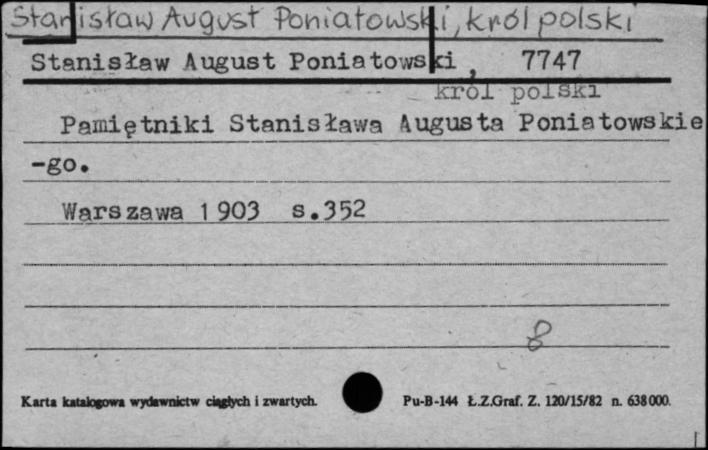 Stanisław August Poniatowski, król polski
Stanisław August Poniatowski, 7747
król polski
Pamiętniki Stanisława Augusta Poniatowskie
-go.
Warszawa 1903 s.352
8
Karta katalogowa wydawnictw ciągłych i zwartych. Pu-B-144 Ł.Z.Graf. Z. 120/15/82 n. 638000.